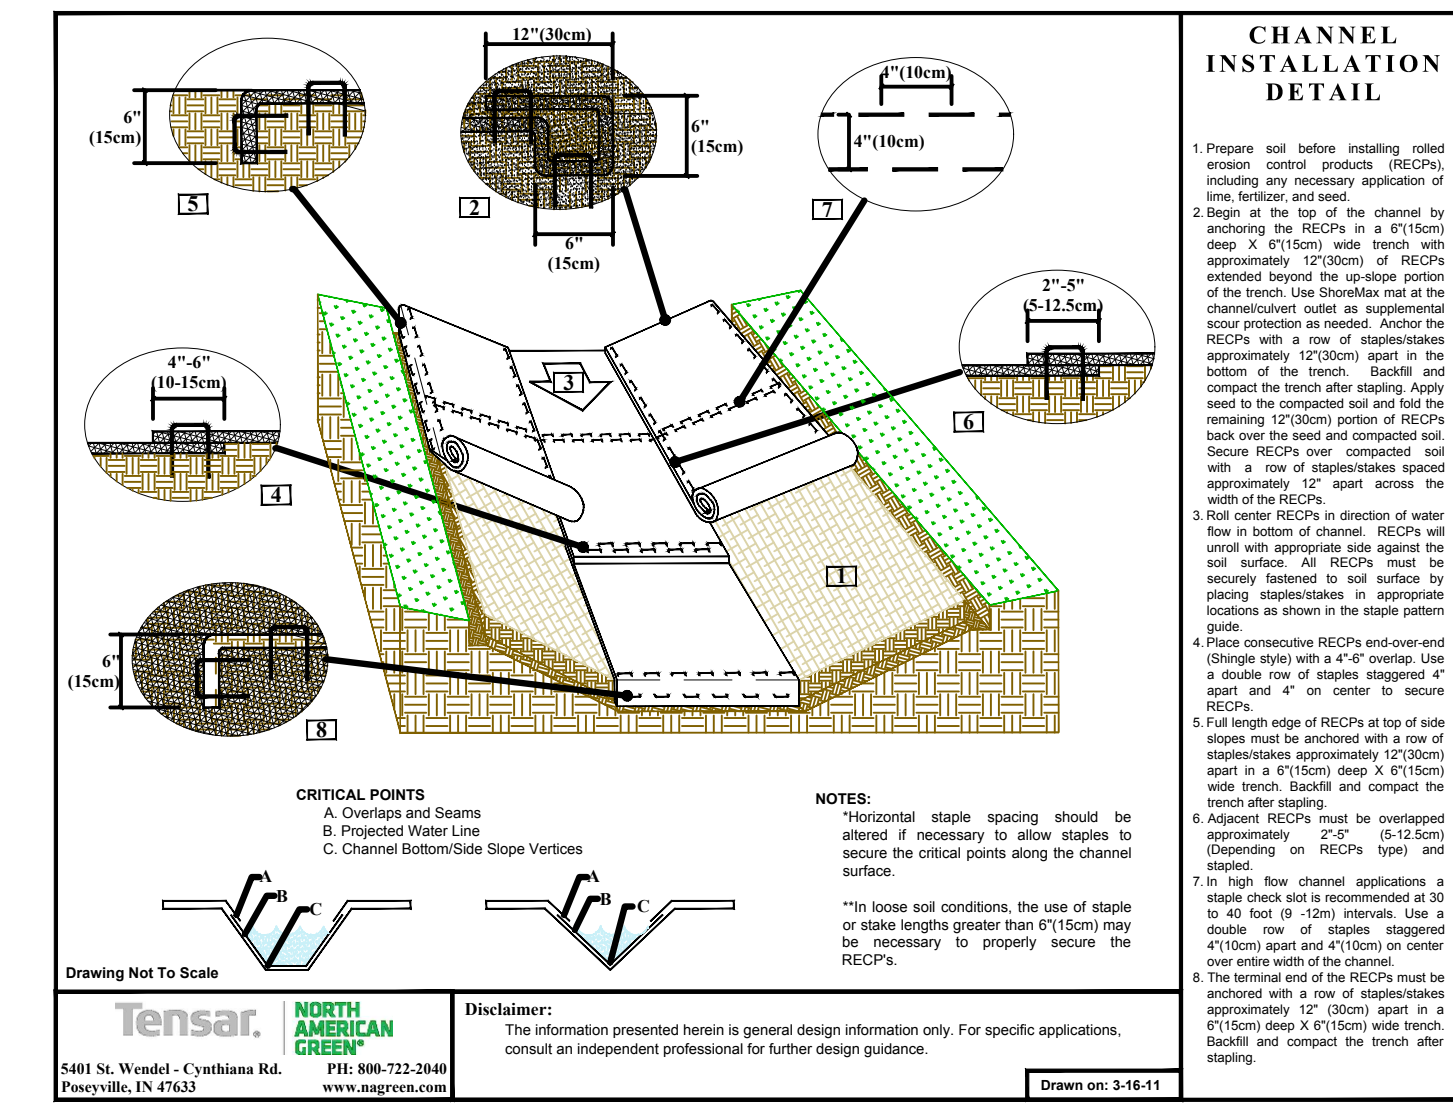 12"(30cm)
6"
(15cm)
5
6"
(15cm)
2
6"
(15cm)
4"(10cm)
4"(10cm)
7
2"-5"
(5-12.5cm)
6
4"-6"
(10-15cm)
4
3
1
6"
(15cm)
8
CRITICAL POINTS
A. Overlaps and Seams
B. Projected Water Line
C. Channel Bottom/Side Slope Vertices
A
B
C
A
B
C
Drawing Not To Scale
NOTES:
*Horizontal staple spacing should be
altered if necessary to allow staples to
secure the critical points along the channel
surface.
**In loose soil conditions, the use of staple
or stake lengths greater than 6"(15cm) may
be necessary to properly secure the
RECP's.
CHANNEL
INSTALLATION
DETAIL
1. Prepare soil before installing rolled
erosion control products (RECPs),
including any necessary application of
lime, fertilizer, and seed.
2. Begin at the top of the channel by
anchoring the RECPs in a 6"(15cm)
deep X 6"(15cm) wide trench with
approximately 12"(30cm) of RECPs
extended beyond the up-slope portion
of the trench. Use ShoreMax mat at the
channel/culvert outlet as supplemental
scour protection as needed. Anchor the
RECPs with a row of staples/stakes
approximately 12"(30cm) apart in the
bottom of the trench. Backfill and
compact the trench after stapling. Apply
seed to the compacted soil and fold the
remaining 12"(30cm) portion of RECPs
back over the seed and compacted soil.
Secure RECPs over compacted soil
with a row of staples/stakes spaced
approximately 12" apart across the
width of the RECPs.
3. Roll center RECPs in direction of water
flow in bottom of channel. RECPs will
unroll with appropriate side against the
soil surface. All RECPs must be
securely fastened to soil surface by
placing staples/stakes in appropriate
locations as shown in the staple pattern
guide.
4. Place consecutive RECPs end-over-end
(Shingle style) with a 4"-6" overlap. Use
a double row of staples staggered 4"
apart and 4" on center to secure
RECPs.
5. Full length edge of RECPs at top of side
slopes must be anchored with a row of
staples/stakes approximately 12"(30cm)
apart in a 6"(15cm) deep X 6"(15cm)
wide trench. Backfill and compact the
trench after stapling.
6. Adjacent RECPs must be overlapped
approximately 2"-5" (5-12.5cm)
(Depending on RECPs type) and
stapled.
7. In high flow channel applications a
staple check slot is recommended at 30
to 40 foot (9 -12m) intervals. Use a
double row of staples staggered
4"(10cm) apart and 4"(10cm) on center
over entire width of the channel.
8. The terminal end of the RECPs must be
anchored with a row of staples/stakes
approximately 12" (30cm) apart in a
6"(15cm) deep X 6"(15cm) wide trench.
Backfill and compact the trench after
stapling.
Tensar®
NORTH
AMERICAN
GREEN®
5401 St. Wendel - Cynthiana Rd. PH: 800-722-2040
Poseyville, IN 47633 www.nagreen.com
Disclaimer:
The information presented herein is general design information only. For specific applications,
consult an independent professional for further design guidance.
Drawn on: 3-16-11